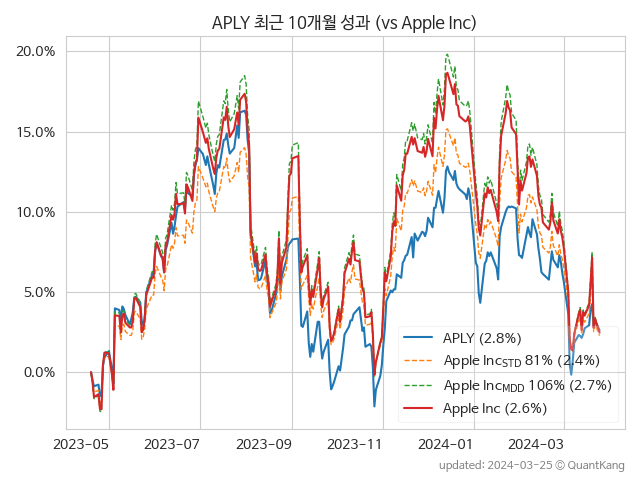 APLY 최근 10개월 성과 (vs Apple Inc)
20.0%
15.0%
10.0%
5.0%
0.0%
2023-05
2023-07
2023-09
2023-11
2024-01
2024-03
APLY (2.8%)
Apple IncSTD 81% (2.4%)
Apple IncMDD 106% (2.7%)
Apple Inc (2.6%)
updated: 2024-03-25 © QuantKang